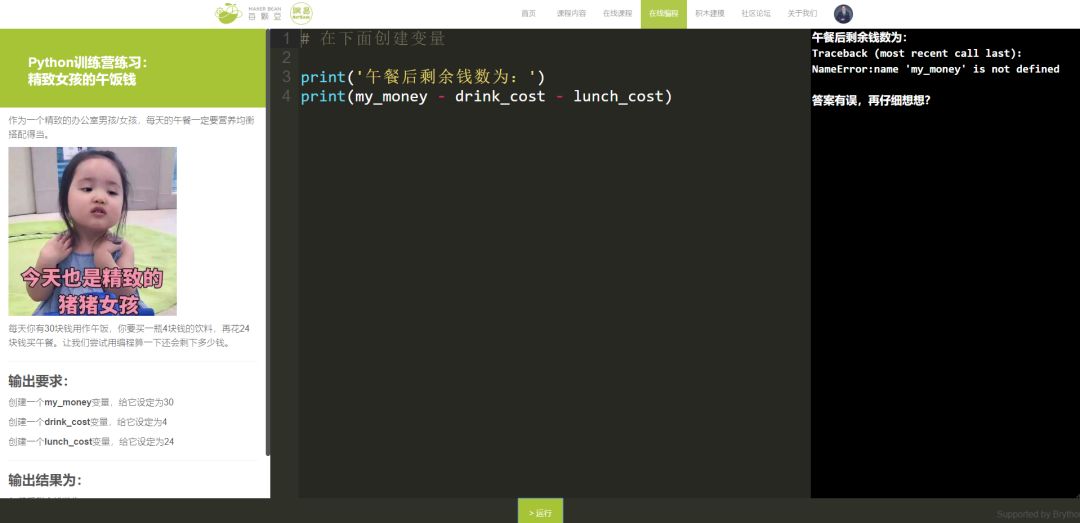 MAKER BEAN
首页 课程内容 在线课程 在线编程 积木建模 社区论坛 关于我们
Python训练营练习：
精致女孩的午饭钱
作为一个精致的办公室男孩/女孩，每天的午餐一定要营养均衡
搭配得当。
今天也是精致的
猪猪女孩
每天你有30块钱用作午饭，你要买一瓶4块钱的饮料，再花24
块钱买午餐。让我们尝试用编程算一下还会剩下多少钱。
输出要求：
创建一个my_money变量，给它设定为30
创建一个drink_cost变量，给它设定为4
创建一个lunch_cost变量，给它设定为24
输出结果为：
1 # 在下面创建变量
2
3 print('午餐后剩余钱数为：')
4 print(my_money - drink_cost - lunch_cost)
午餐后剩余钱数为：
Traceback (most recent call last):
NameError:name 'my_money' is not defined
答案有误，再仔细想想？
> 运行
Supported by Brython